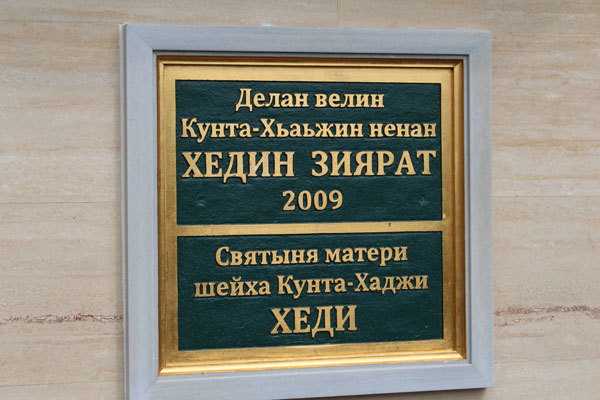 Делан велин
Кунта-Хьаьжин ненан
ХЕДИН ЗИЯРАТ
2009
Святыня матери
шейха Кунта-Хаджи
ХЕДИ